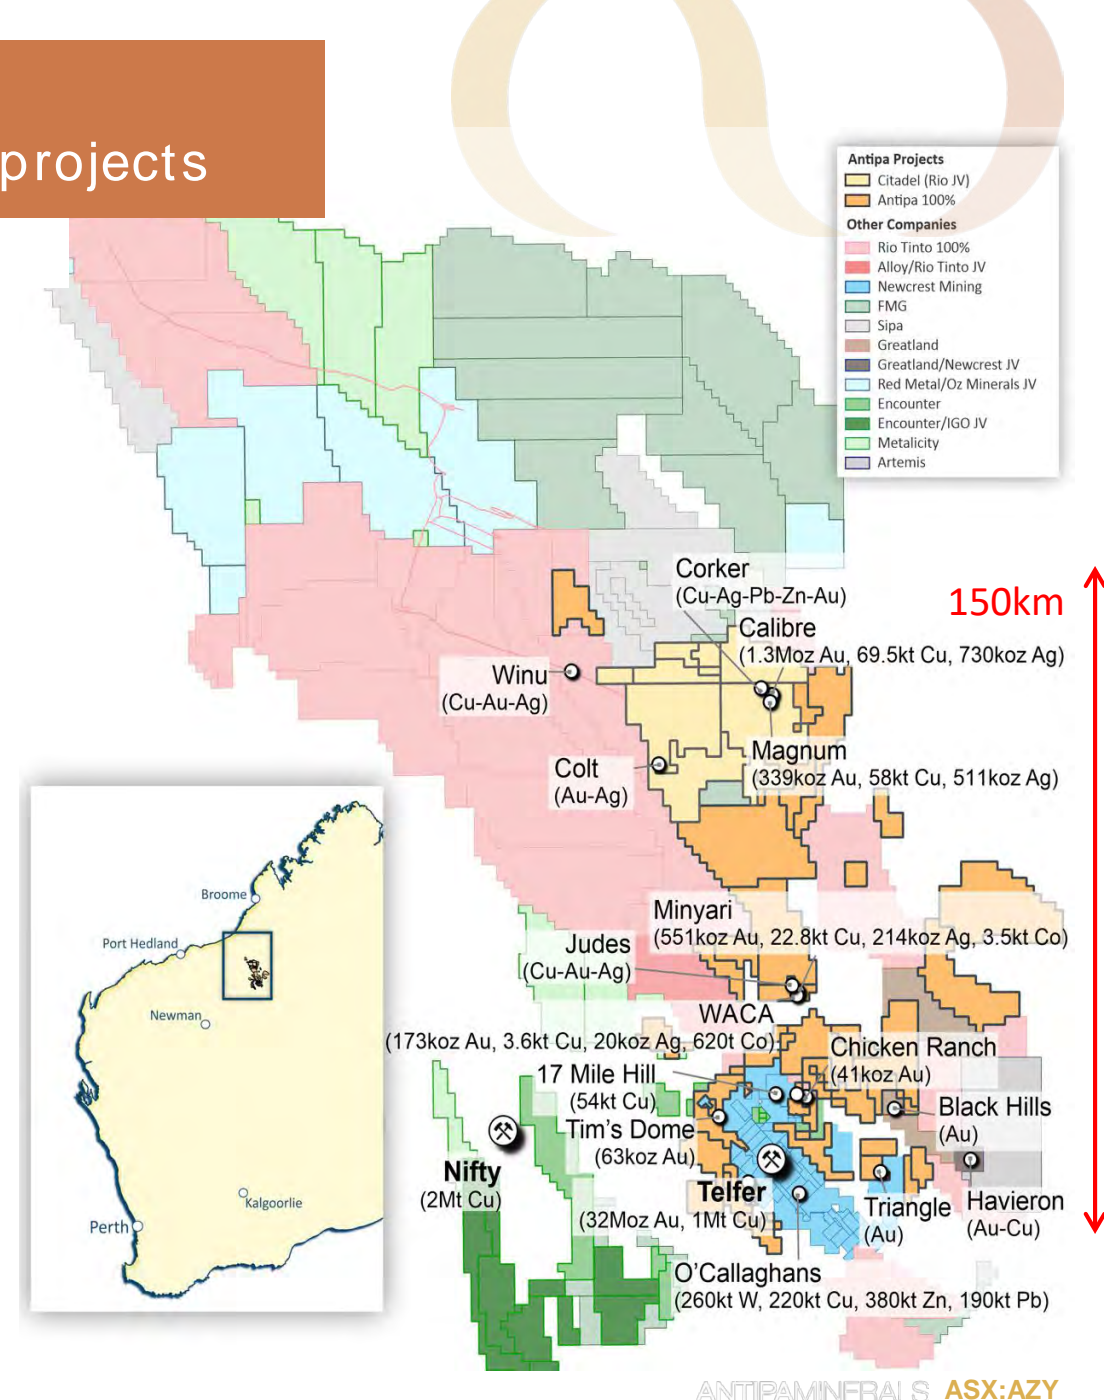 projects
Antipa Projects
Citadel (Rio JV)
Antipa 100%
Other Companies
Rio Tinto 100%
Alloy/Rio Tinto JV
Newcrest Mining
FMG
Sipa
Greatland
Greatland/Newcrest JV
Red Metal/Oz Minerals JV
Encounter
Encounter/IGO JV
Metalicity
Artemis
150km
Corker
(Cu-Ag-Pb-Zn-Au)
Calibre
(1.3Moz Au, 69.5kt Cu, 730koz Ag)
Winu
(Cu-Au-Ag)
Magnum
(339koz Au, 58kt Cu, 511koz Ag)
Colt
(Au-Ag)
Minyari
(551koz Au, 22.8kt Cu, 214koz Ag, 3.5kt Co)
Judes
(Cu-Au-Ag)
WACA
(173koz Au, 3.6kt Cu, 20koz Ag, 620t Co)
Chicken Ranch
(41koz Au)
17 Mile Hill
(54kt Cu)
Black Hills
(Au)
Tim's Dome
(63koz Au)
Nifty
(2Mt Cu)
Telfer
(32Moz Au, 1Mt Cu)
Triangle
(Au)
Havieron
(Au-Cu)
O'Callaghans
(260kt W, 220kt Cu, 380kt Zn, 190kt Pb)
Broome
Port Hedland
Newman
Kalgoorlie
Perth
ANTIPAMINERALS ASX:AZY